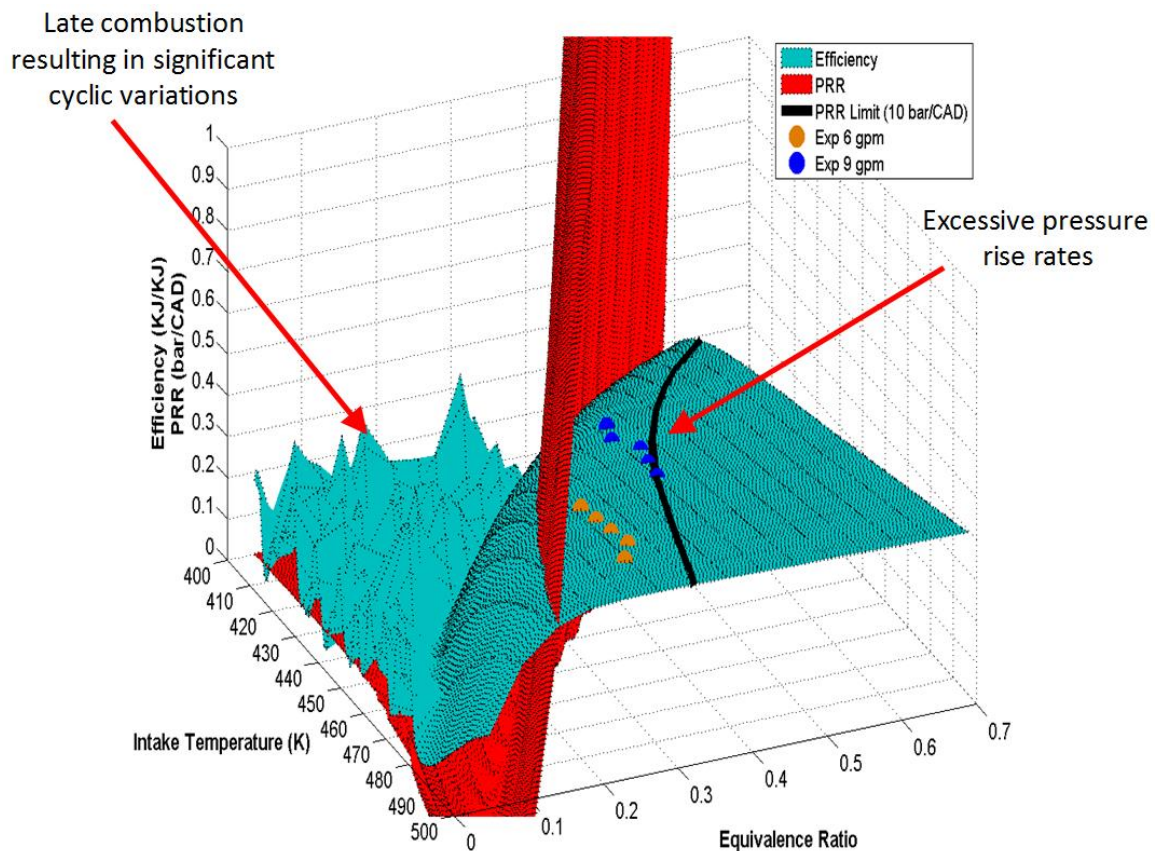 Late combustion
resulting in significant
cyclic variations
Efficiency
PRR
PRR Limit (10 bar/CAD)
Exp 6 gpm
Exp 9 gpm
Excessive pressure
rise rates
1
0.9
0.8
0.7
0.6
0.5
0.4
0.3
0.2
0.1
0
Efficiency (KJ/KJ)
PRR (bar/CAD)
400
410
420
430
440
450
460
470
480
490
500
Intake Temperature (K)
0
0.1
0.2
0.3
0.4
0.5
0.6
0.7
Equivalence Ratio